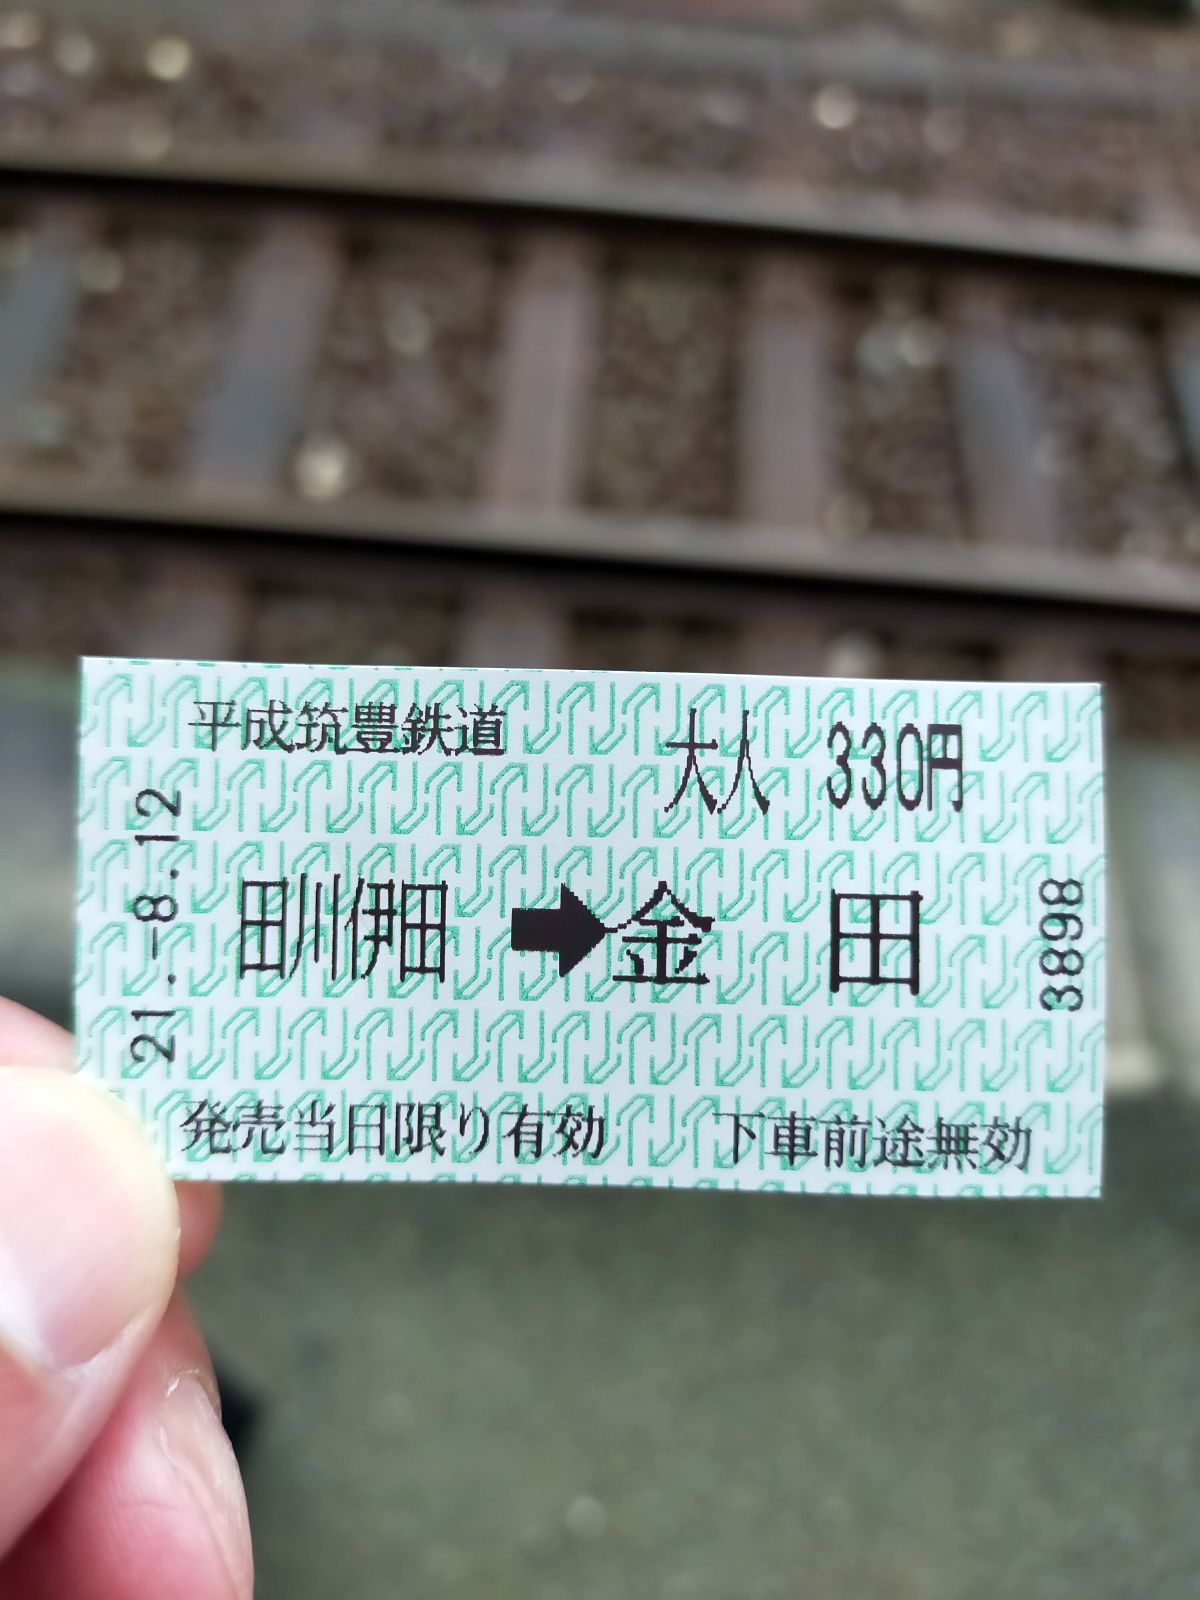 平成筑豊鉄道
大人 330円
21.-8.12
田川伊田 ➡ 金田
3898
発売当日限り有効 下車前途無効